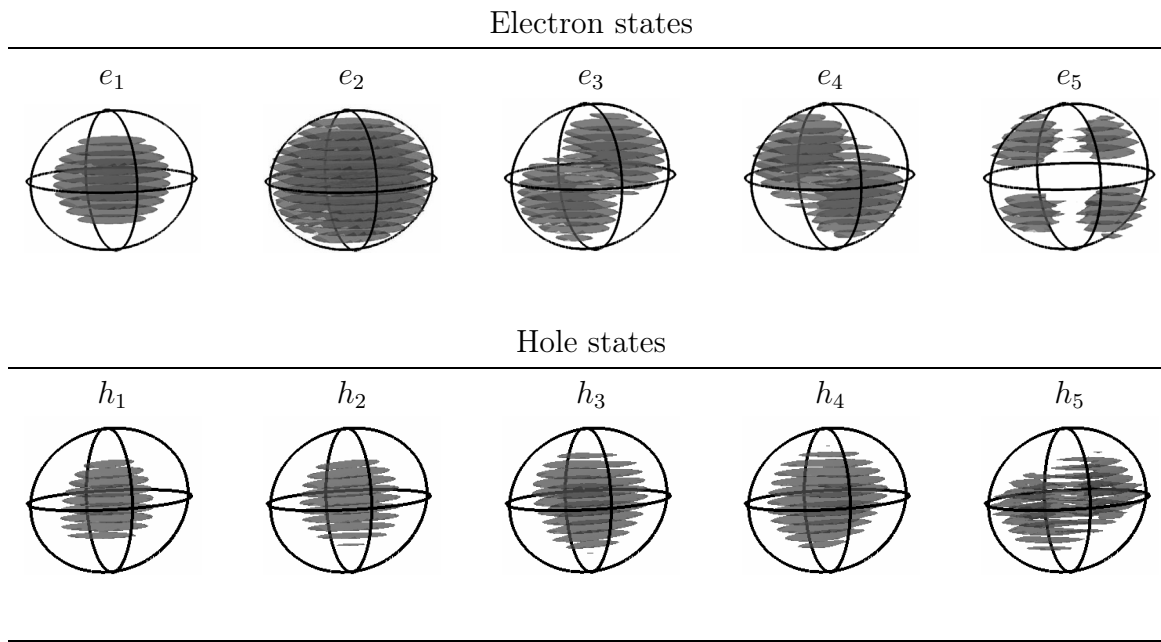 Electron states
e₁ e₂ e₃ e₄ e₅
Hole states
h₁ h₂ h₃ h₄ h₅